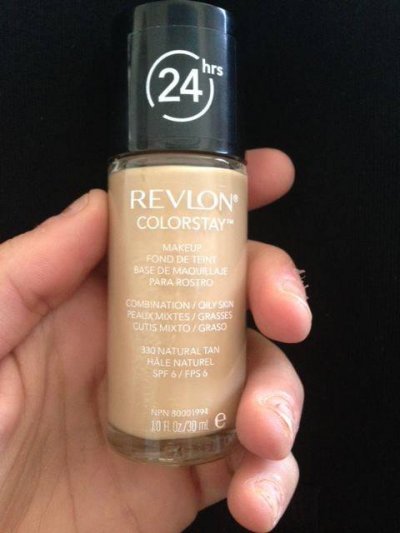 24 hrs
REVLON®
COLORSTAY™
MAKEUP
FOND DE TEINT
BASE DE MAQUILLAJE
PARA ROSTRO
COMBINATION / OILY SKIN
PEAUX MIXTES / GRASSES
CUTIS MIXTO / GRASO
330 NATURAL TAN
HÂLE NATUREL
SPF 6 / FPS 6
NPN 80001994
1.0 Fl. Oz./30 mL e